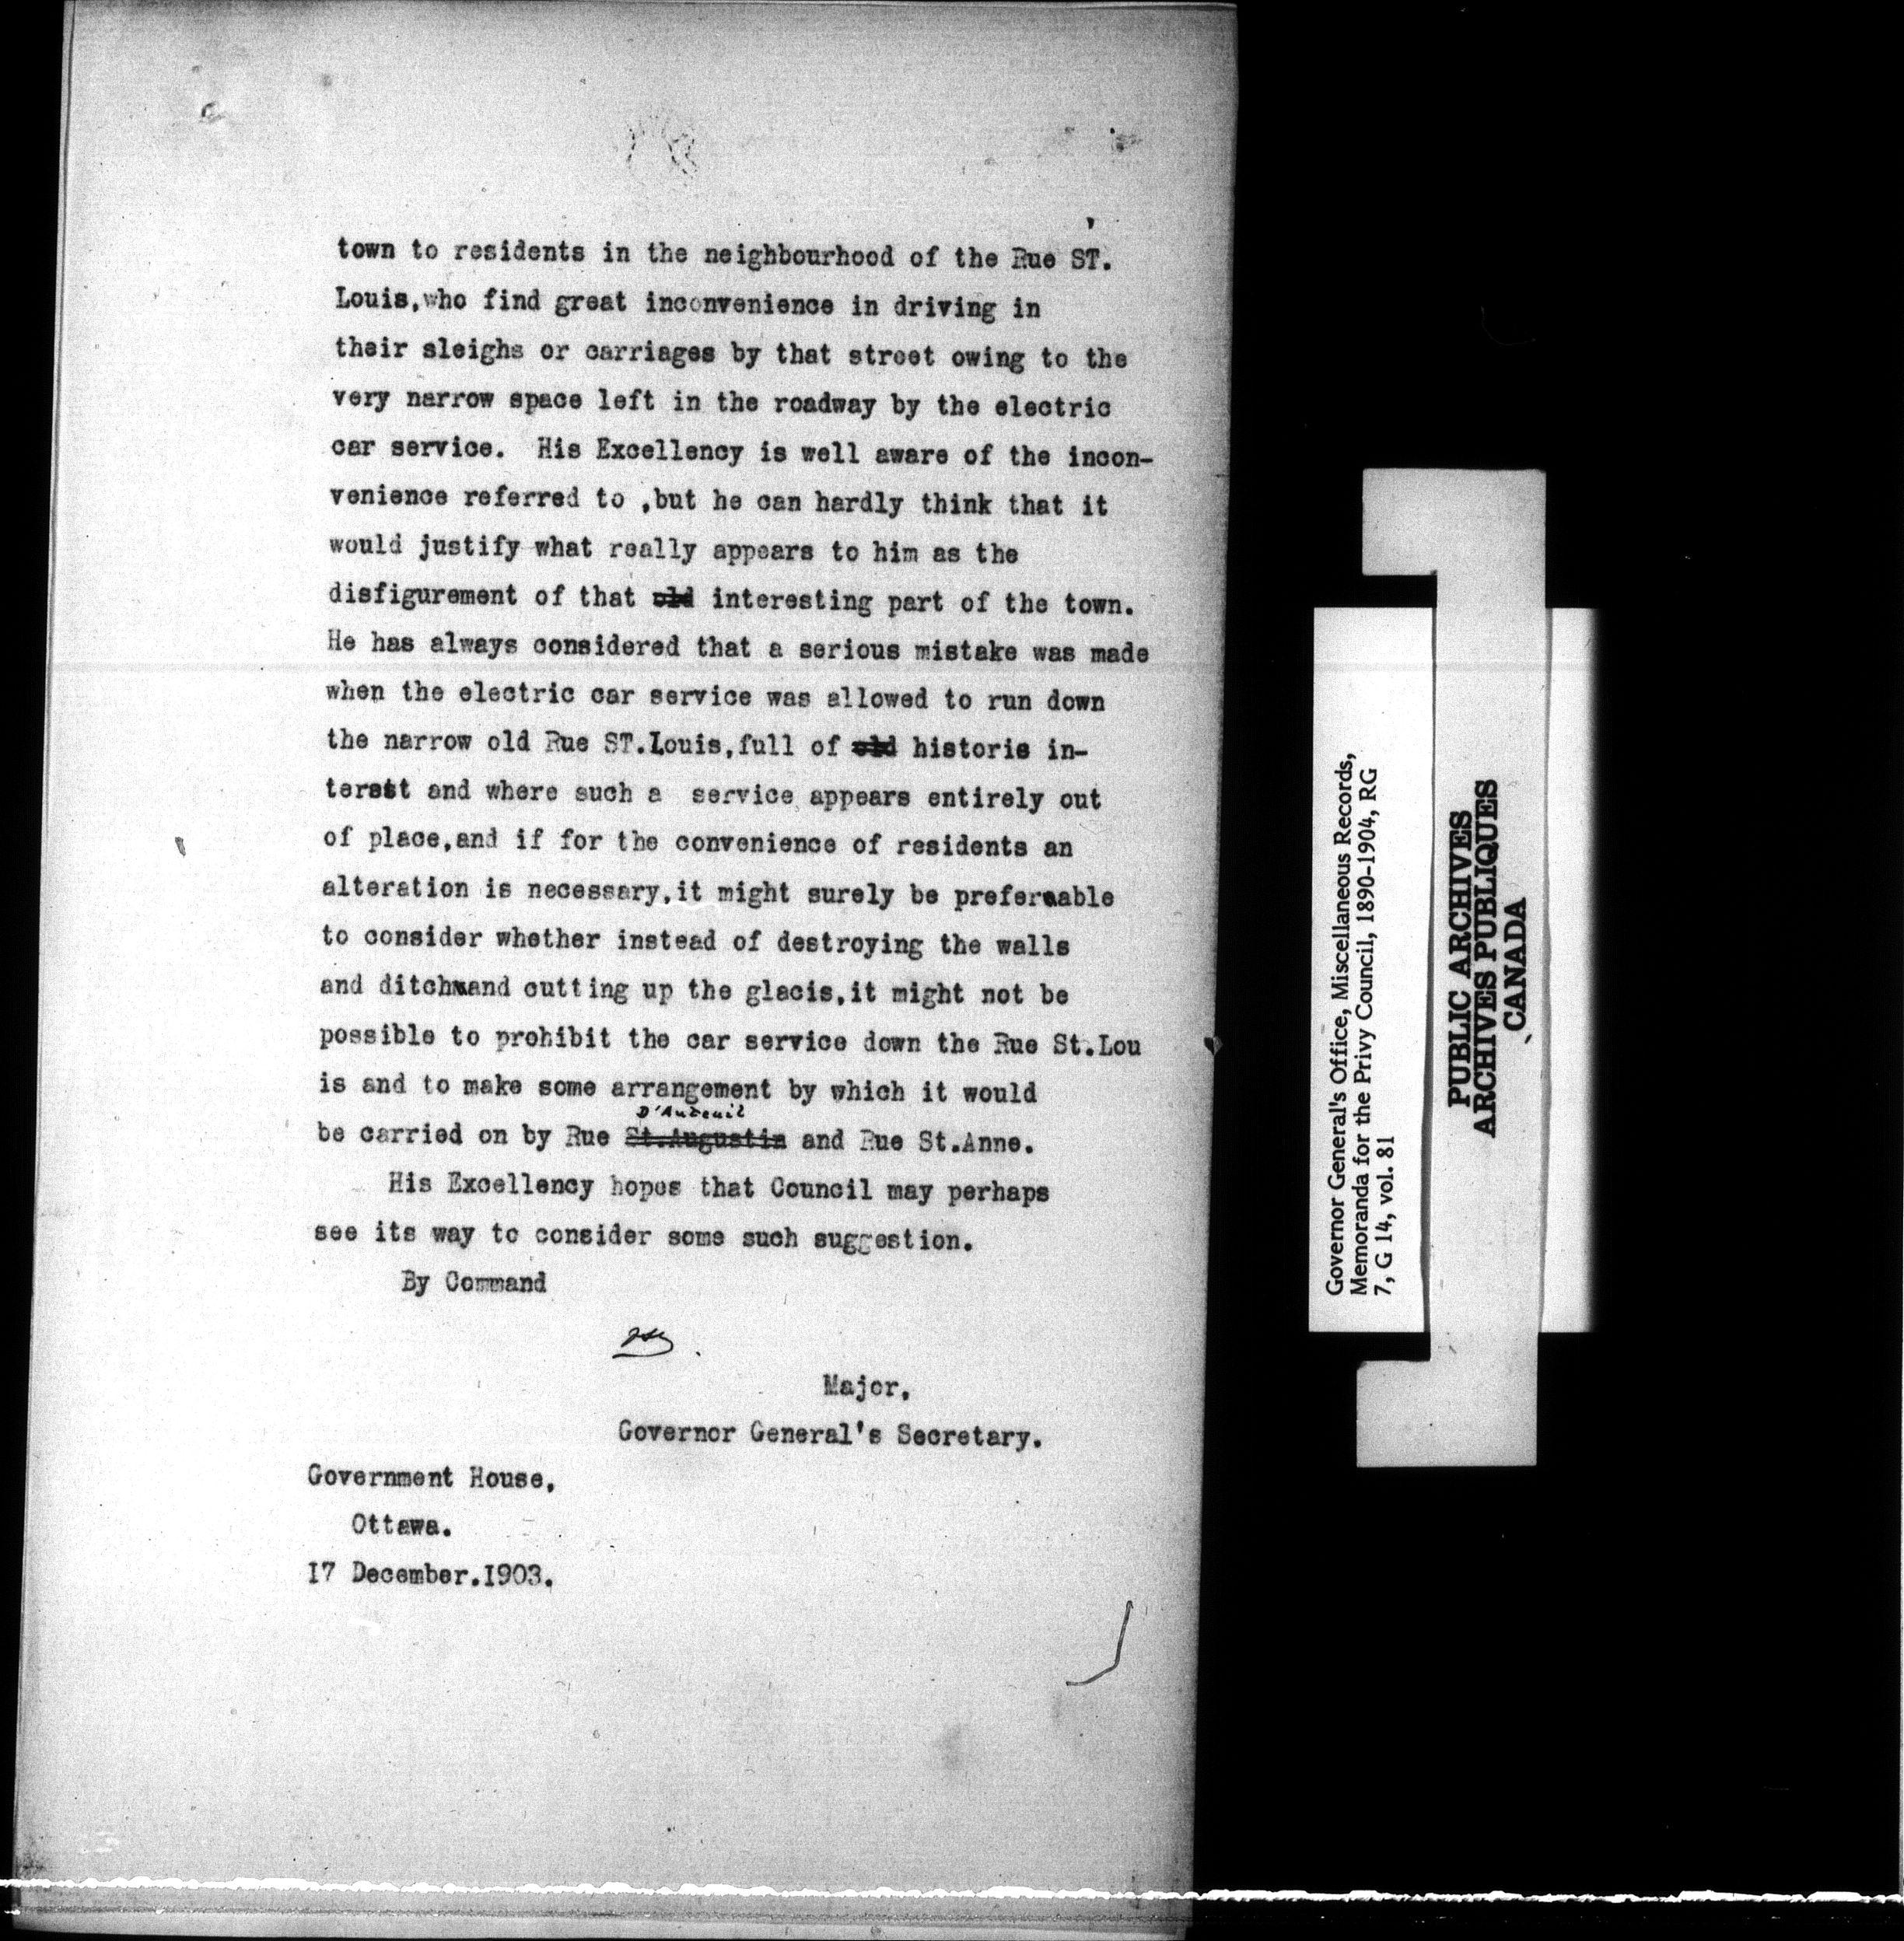 town to residents in the neighbourhood of the Rue ST.
Louis,who find great inconvenience in driving in
their sleighs or carriages by that street owing to the
very narrow space left in the roadway by the electric
car service. His Excellency is well aware of the incon-
venience referred to ,but he can hardly think that it
would justify what really appears to him as the
disfigurement of that old interesting part of the town.
He has always considered that a serious mistake was made
when the electric car service was allowed to run down
the narrow old Rue ST.Louis,full of old historic in-
terest and where such a service appears entirely out
of place,and if for the convenience of residents an
alteration is necessary,it might surely be prefereable
to consider whether instead of destroying the walls
and ditch and cutting up the glacis,it might not be
possible to prohibit the car service down the Rue St.Lou
is and to make some arrangement by which it would
D'Auteuil
be carried on by Rue St.Augustin and Rue St.Anne.
His Excellency hopes that Council may perhaps
see its way to consider some such suggestion.
By Command
Major,
Governor General's Secretary.
Government House,
Ottawa.
I7 December.I903.
Governor General's Office, Miscellaneous Records,
Memoranda for the Privy Council, 1890-1904, RG
7, G 14, vol. 81
PUBLIC ARCHIVES
ARCHIVES PUBLIQUES
CANADA